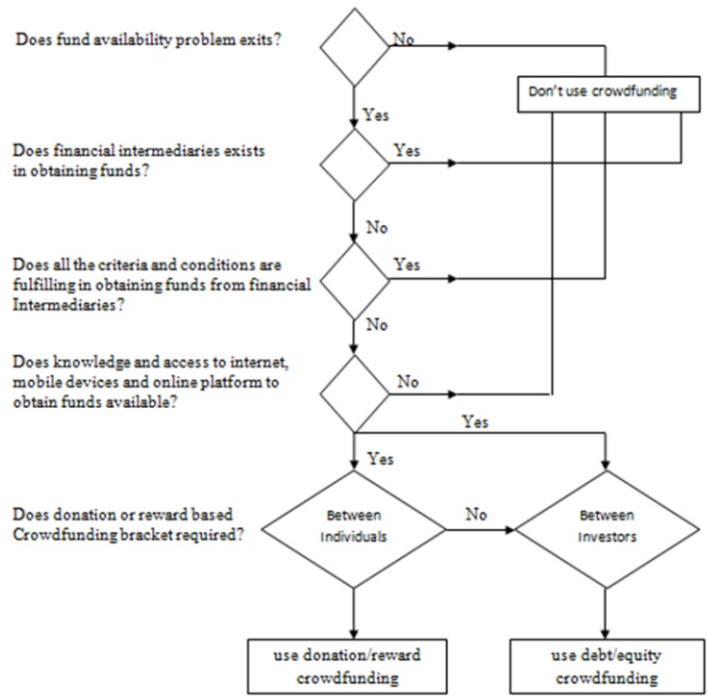 Does fund availability problem exits?
No
Don't use crowdfunding
Yes
Does financial intermediaries exists
in obtaining funds?
Yes
No
Does all the criteria and conditions are
fulfilling in obtaining funds from financial
Intermediaries?
Yes
No
Does knowledge and access to internet,
mobile devices and online platform to
obtain funds available?
No
Yes
Yes
Does donation or reward based
Crowdfunding bracket required?
Between
Individuals
No
Between
Investors
use donation/reward
crowdfunding
use debt/equity
crowdfunding